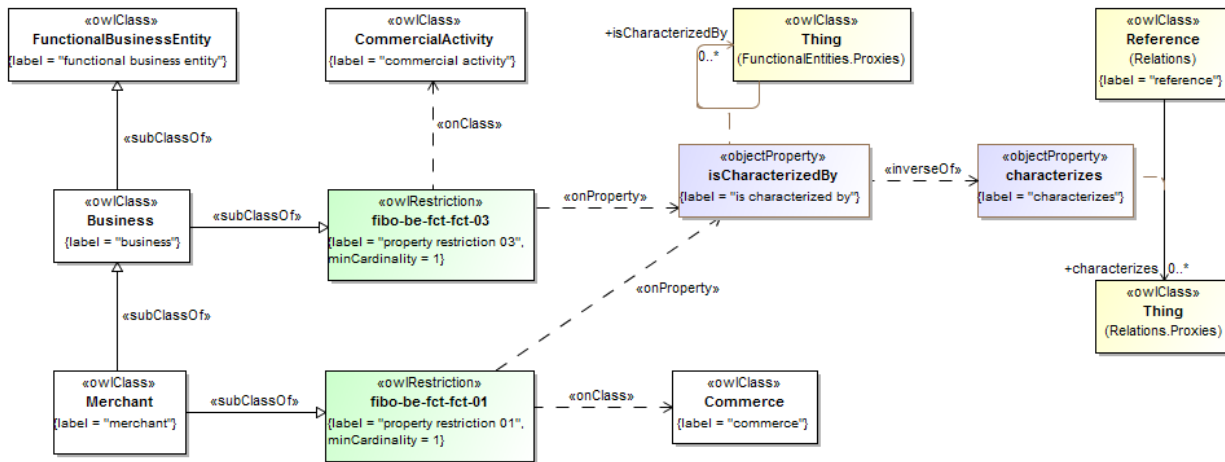 «owlClass»
FunctionalBusinessEntity
{label = "functional business entity"}
«owlClass»
CommercialActivity
{label = "commercial activity"}
+isCharacterizedBy
0..*
«owlClass»
Thing
(FunctionalEntities.Proxies)
«owlClass»
Reference
(Relations)
{label = "reference"}
«subClassOf»
«onClass»
«owlClass»
Business
{label = "business"}
«subClassOf»
«owlRestriction»
fibo-be-fct-fct-03
{label = "property restriction 03",
minCardinality = 1}
«onProperty»
«objectProperty»
isCharacterizedBy
{label = "is characterized by"}
«inverseOf»
«objectProperty»
characterizes
{label = "characterizes"}
«subClassOf»
«onProperty»
+characterizes
0..*
«owlClass»
Thing
(Relations.Proxies)
«owlClass»
Merchant
{label = "merchant"}
«subClassOf»
«owlRestriction»
fibo-be-fct-fct-01
{label = "property restriction 01",
minCardinality = 1}
«onClass»
«owlClass»
Commerce
{label = "commerce"}